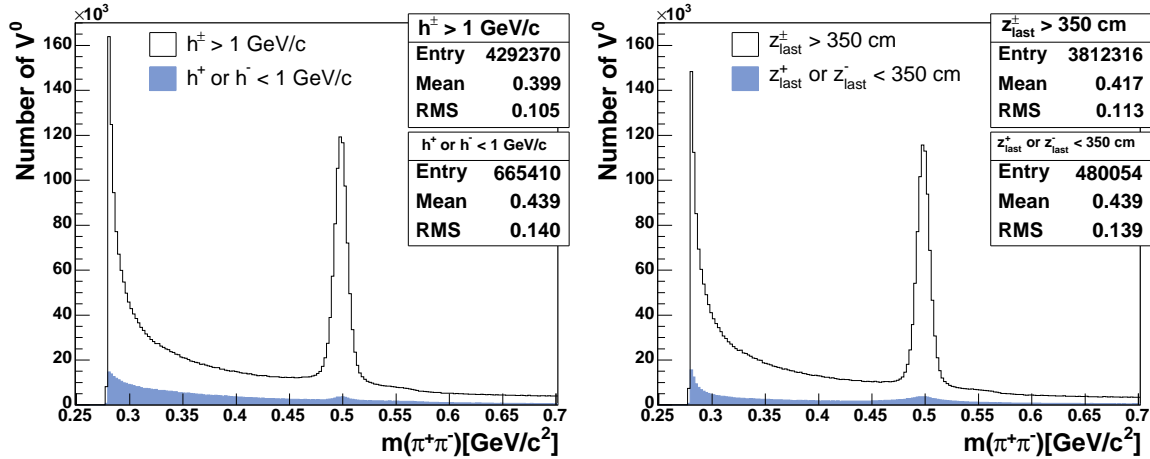 ×10³
Number of V⁰
160
140
120
100
80
60
40
20
0
0.25 0.3 0.35 0.4 0.45 0.5 0.55 0.6 0.65 0.7
m(π⁺π⁻)[GeV/c²]
h± > 1 GeV/c
h⁺ or h⁻ < 1 GeV/c
h± > 1 GeV/c
Entry 4292370
Mean 0.399
RMS 0.105
h⁺ or h⁻ < 1 GeV/c
Entry 665410
Mean 0.439
RMS 0.140
×10³
Number of V⁰
160
140
120
100
80
60
40
20
0
0.25 0.3 0.35 0.4 0.45 0.5 0.55 0.6 0.65 0.7
m(π⁺π⁻)[GeV/c²]
z±last > 350 cm
z⁺last or z⁻last < 350 cm
z±last > 350 cm
Entry 3812316
Mean 0.417
RMS 0.113
z⁺last or z⁻last < 350 cm
Entry 480054
Mean 0.439
RMS 0.139